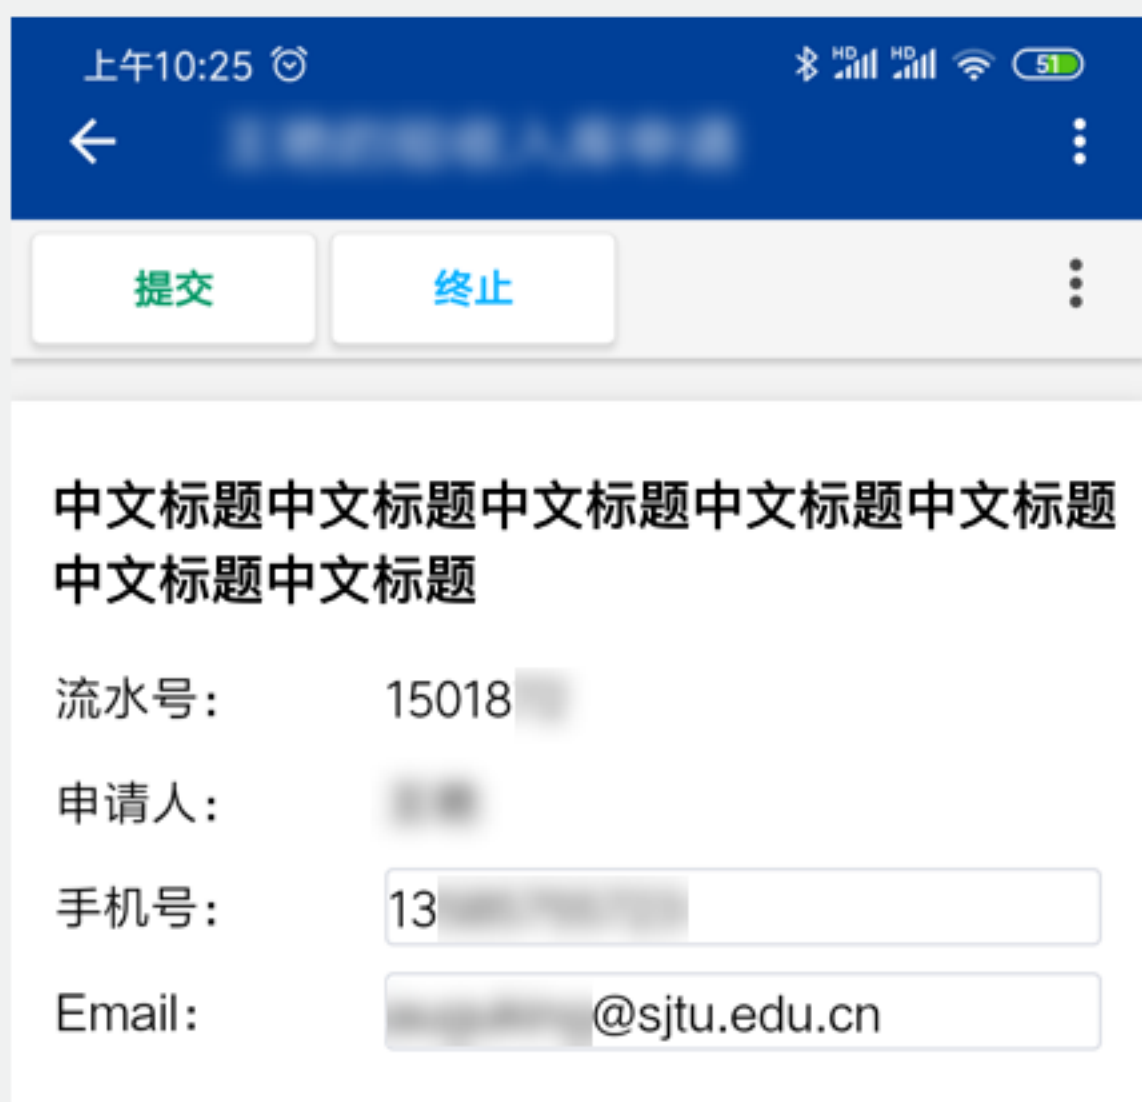 上午10:25 HD HD 51
提交 终止
中文标题中文标题中文标题中文标题中文标题
中文标题中文标题
流水号: 15018
申请人:
手机号: 13
Email: @sjtu.edu.cn